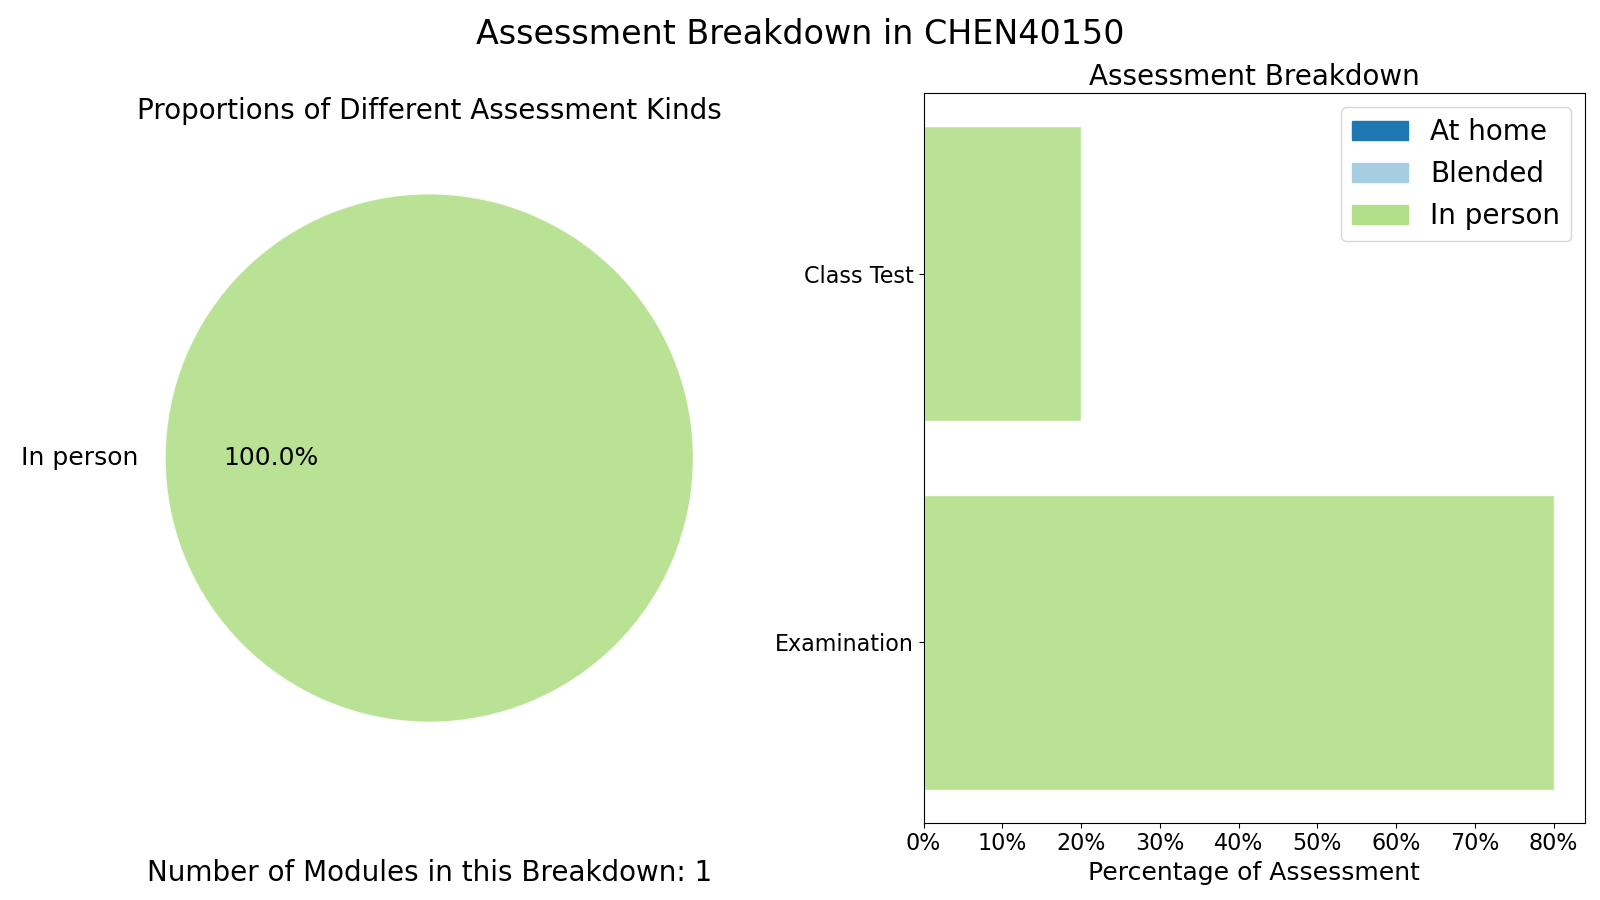 Assessment Breakdown in CHEN40150
Proportions of Different Assessment Kinds
In person
100.0%
Number of Modules in this Breakdown: 1
Assessment Breakdown
At home
Blended
In person
Class Test
Examination
0% 10% 20% 30% 40% 50% 60% 70% 80%
Percentage of Assessment